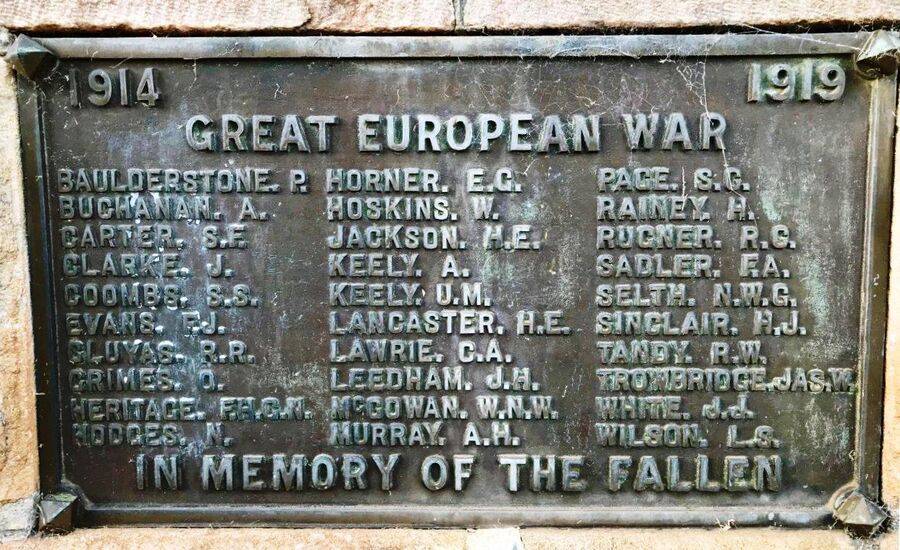 1914 1919
GREAT EUROPEAN WAR
BAULDERSTONE. P. HORNER. E.G. PAGE. S.G.
BUCHANAN. A. HOSKINS. W. RAINEY. H.
CARTER. S.F. JACKSON. H.E. RUGNER. R.G.
CLARKE. J. KEELY. A. SADLER. F.A.
COOMBS. S.S. KEELY. U.M. SELTH. N.W.G.
EVANS. F.J. LANCASTER. H.E. SINCLAIR. H.J.
GLUYAS. R.R. LAWRIE. C.A. TANDY. R.W.
GRIMES. O. LEEDHAM. J.H. TROWBRIDGE. JAS.W.
HERITAGE. F.H.G.N. McGOWAN. W.N.W. WHITE. J.J.
HODGES. N. MURRAY. A.H. WILSON. L.S.
IN MEMORY OF THE FALLEN